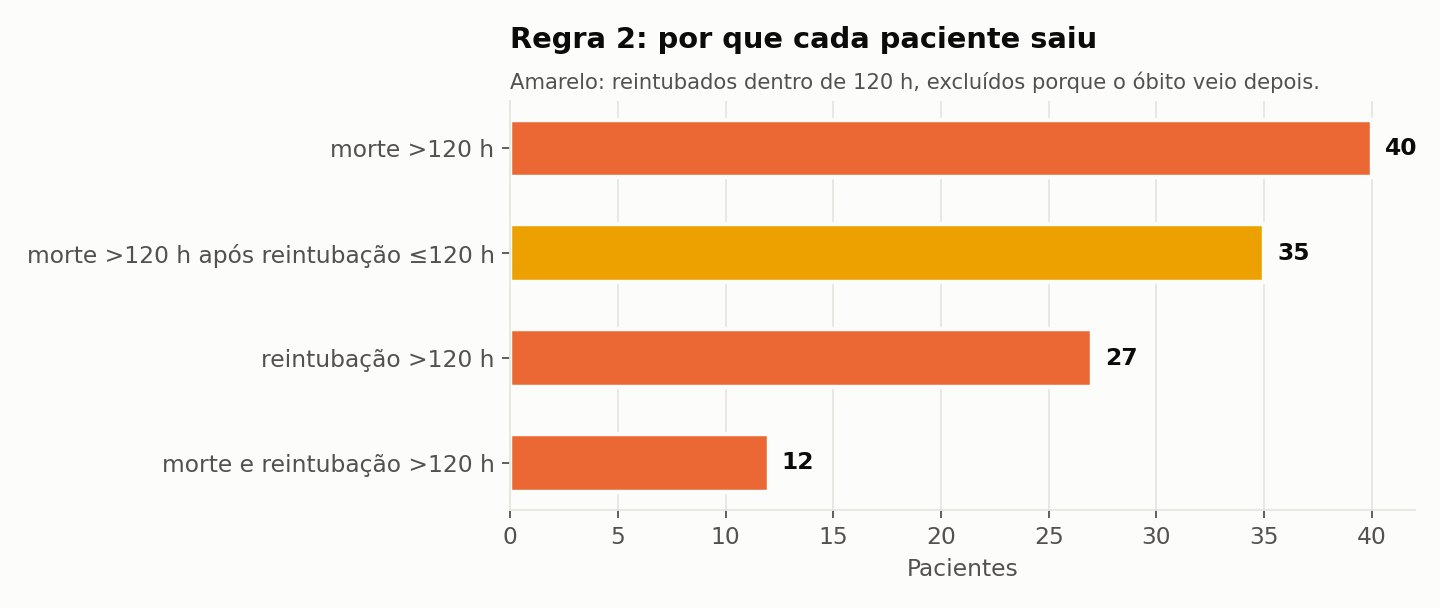 Regra 2: por que cada paciente saiu
Amarelo: reintubados dentro de 120 h, excluídos porque o óbito veio depois.
morte >120 h
40
morte >120 h após reintubação ≤120 h
35
reintubação >120 h
27
morte e reintubação >120 h
12
0 5 10 15 20 25 30 35 40
Pacientes